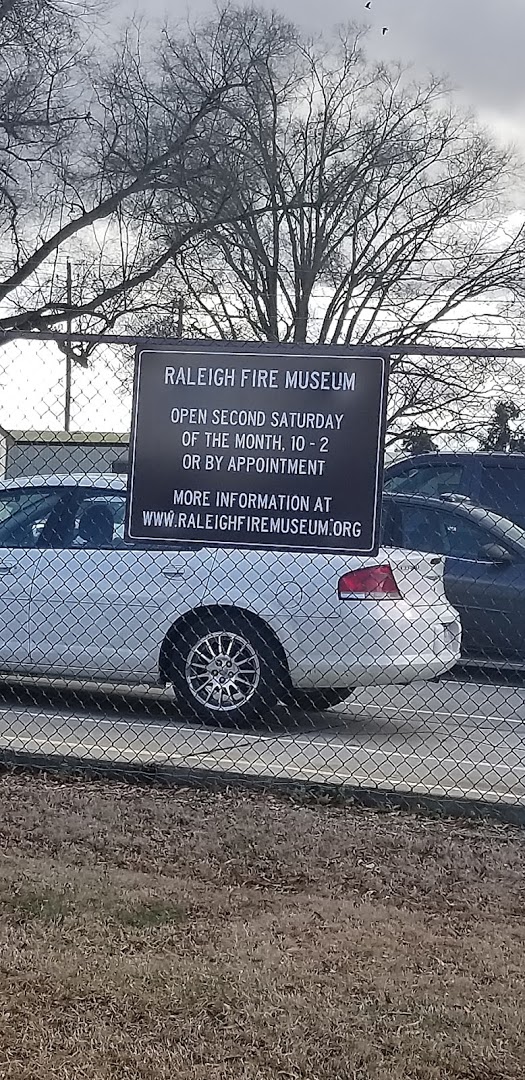 RALEIGH FIRE MUSEUM
OPEN SECOND SATURDAY
OF THE MONTH, 10 - 2
OR BY APPOINTMENT
MORE INFORMATION AT
WWW.RALEIGHFIREMUSEUM.ORG